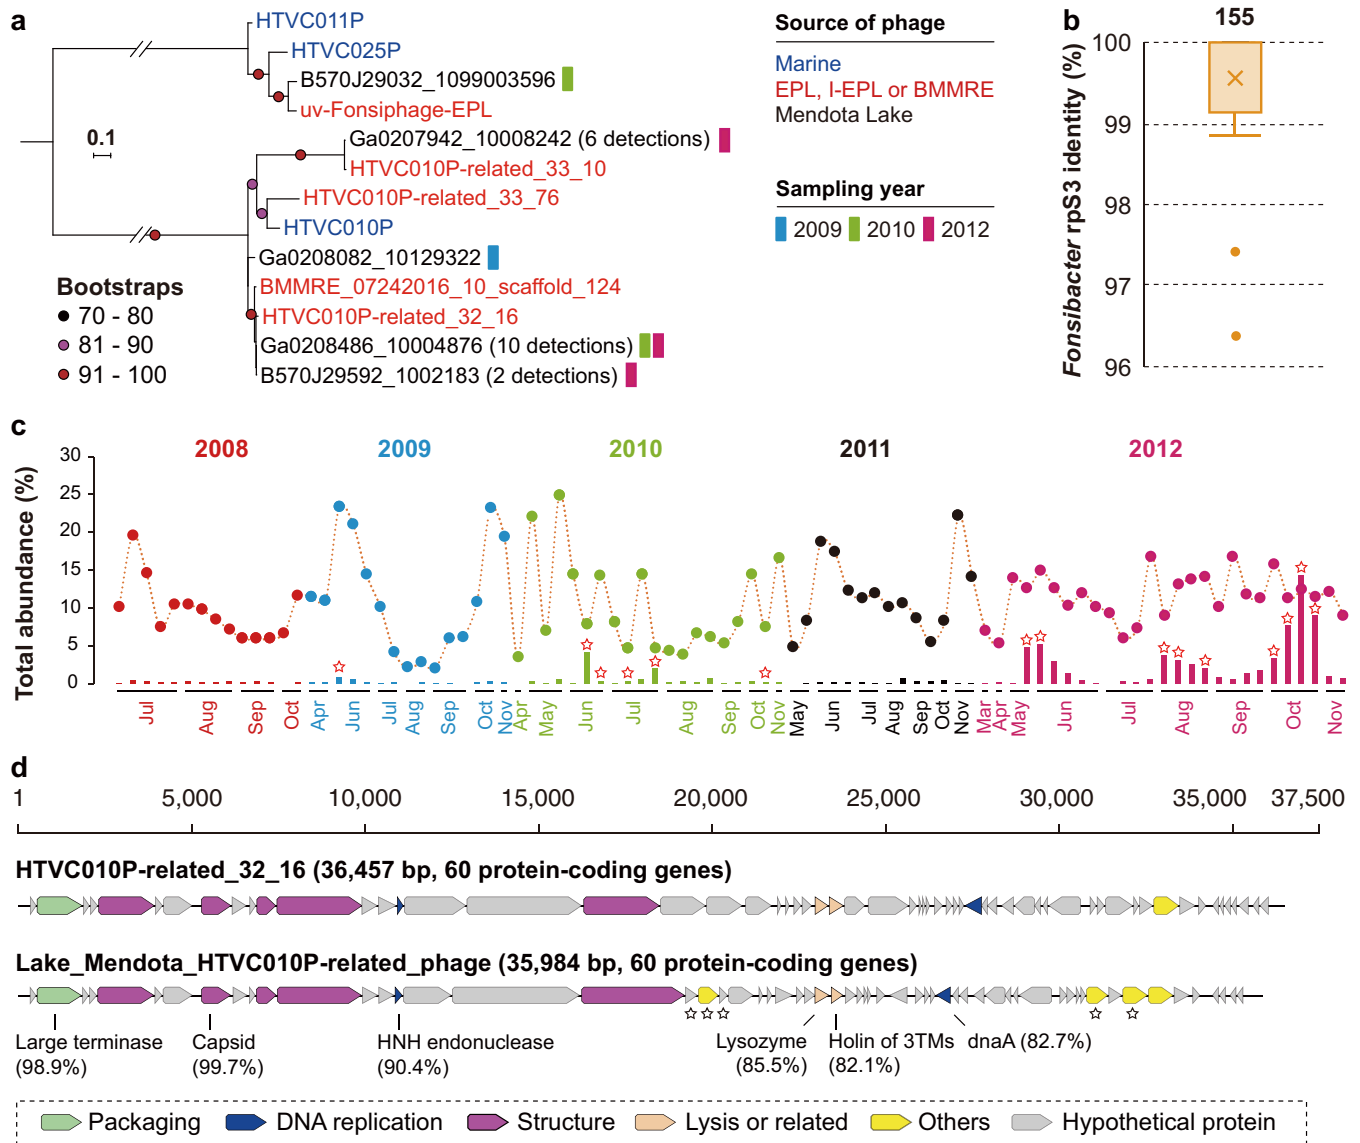 a
HTVC011P
HTVC025P
B570J29032_1099003596
uv-Fonsiphage-EPL
Ga0207942_10008242 (6 detections)
HTVC010P-related_33_10
HTVC010P-related_33_76
HTVC010P
Ga0208082_10129322
BMMRE_07242016_10_scaffold_124
HTVC010P-related_32_16
Ga0208486_10004876 (10 detections)
B570J29592_1002183 (2 detections)
0.1
Bootstraps
70 - 80
81 - 90
91 - 100
Source of phage
Marine
EPL, I-EPL or BMMRE
Mendota Lake
Sampling year
2009 2010 2012
b
155
Fonsibacter rpS3 identity (%)
100
99
98
97
96
c
2008 2009 2010 2011 2012
Total abundance (%)
30
25
20
15
10
5
0
Jul Aug Sep Oct Apr Jun Jul Aug Sep Oct Nov Apr May Jun Jul Aug Sep Oct Nov May Jun Jul Aug Sep Oct Nov Mar Apr May Jun Jul Aug Sep Oct Nov
d
1 5,000 10,000 15,000 20,000 25,000 30,000 35,000 37,500
HTVC010P-related_32_16 (36,457 bp, 60 protein-coding genes)
Lake_Mendota_HTVC010P-related_phage (35,984 bp, 60 protein-coding genes)
Large terminase
(98.9%)
Capsid
(99.7%)
HNH endonuclease
(90.4%)
Lysozyme
(85.5%)
Holin of 3TMs
(82.1%)
dnaA (82.7%)
Packaging DNA replication Structure Lysis or related Others Hypothetical protein